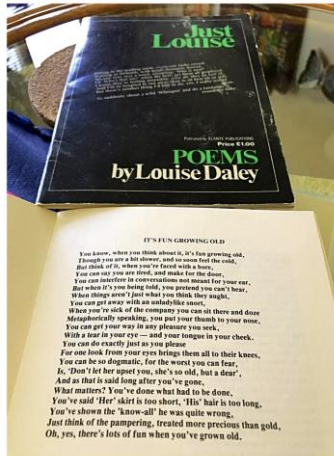 Just
Louise
Published by ELANTE PUBLICATIONS
Price £1.00
POEMS
by Louise Daley
IT'S FUN GROWING OLD
You know, when you think about it, it's fun growing old,
Though you are a bit slower, and so soon feel the cold,
But think of it, when you're faced with a bore,
You can say you are tired, and make for the door,
You can interfere in conversations not meant for your ear,
But when it's you being told, you pretend you can't hear,
When things aren't just what you think they aught,
You can get away with an unladylike snort,
When you're sick of the company you can sit there and doze
Metaphorically speaking, you put your thumb to your nose,
You can get your way in any pleasure you seek,
With a tear in your eye — and your tongue in your cheek.
You can do exactly just as you please
For one look from your eyes brings them all to their knees,
You can be so dogmatic, for the worst you can fear,
Is, 'Don't let her upset you, she's so old, but a dear',
And as that is said long after you've gone,
What matters? You've done what had to be done,
You've said 'Her' skirt is too short, 'His' hair is too long,
You've shown the 'know-all' he was quite wrong,
Just think of the pampering, treated more precious than gold,
Oh, yes, there's lots of fun when you've grown old.